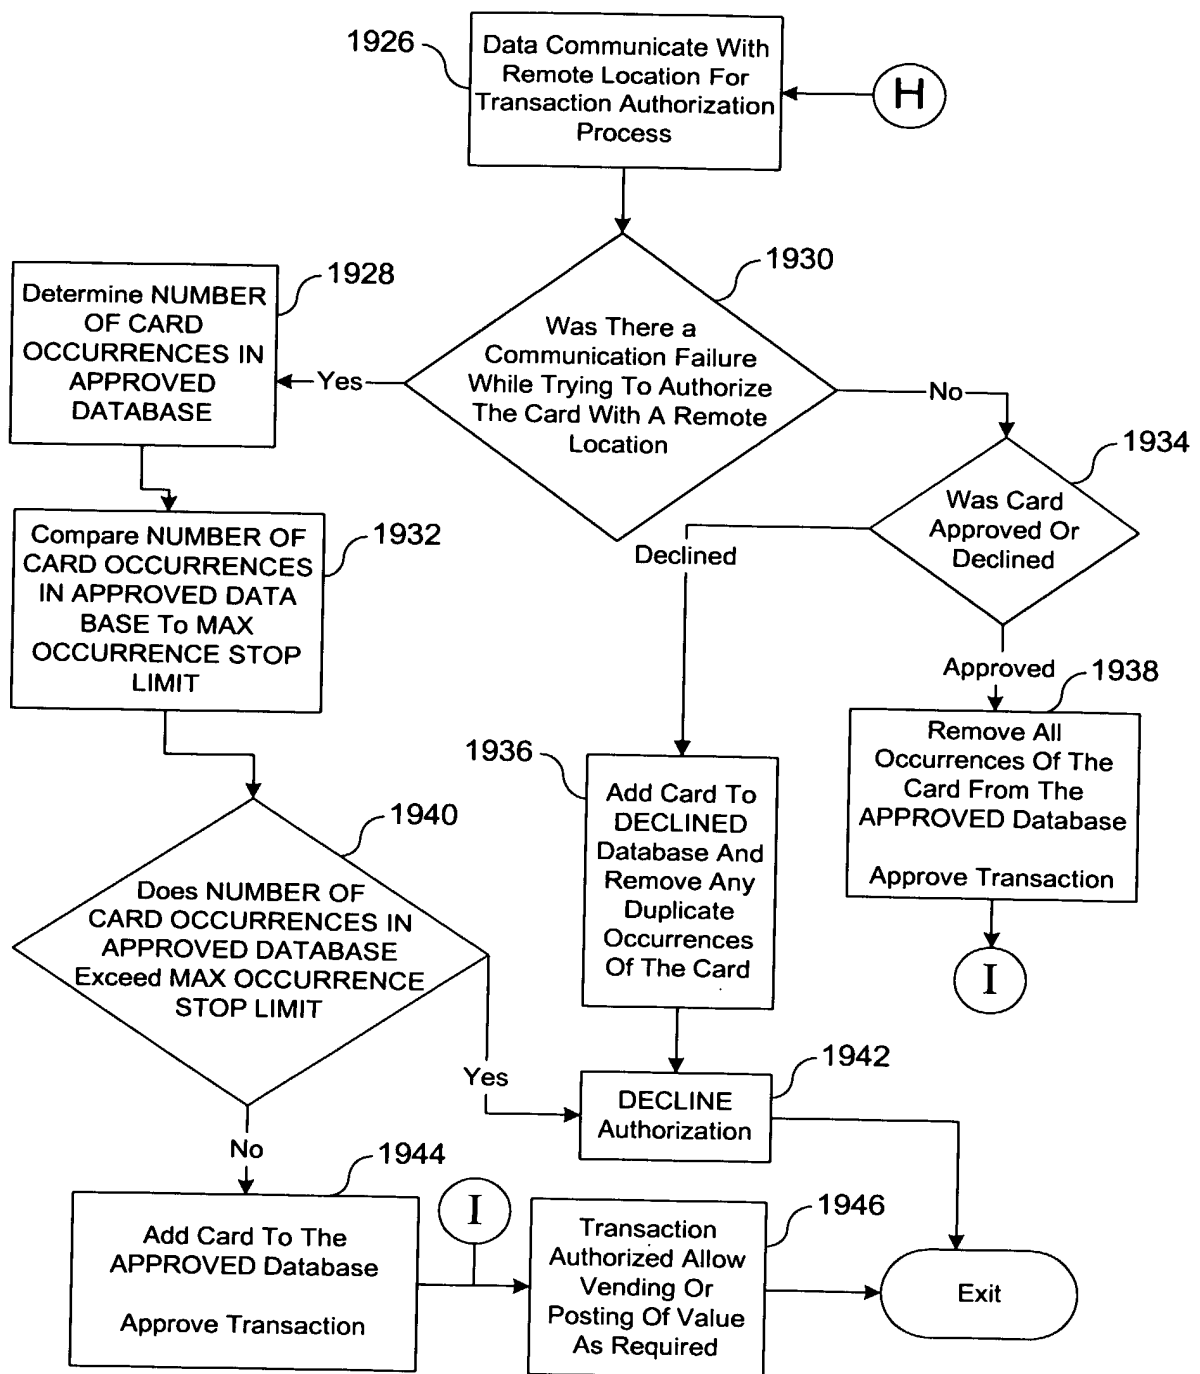 1926
Data Communicate With
Remote Location For
Transaction Authorization
Process
H
1930
Was There a
Communication Failure
While Trying To Authorize
The Card With A Remote
Location
Yes
No
1928
Determine NUMBER
OF CARD
OCCURRENCES IN
APPROVED
DATABASE
1932
Compare NUMBER OF
CARD OCCURRENCES
IN APPROVED DATA
BASE To MAX
OCCURRENCE STOP
LIMIT
1934
Was Card
Approved Or
Declined
Declined
Approved
1938
Remove All
Occurrences Of The
Card From The
APPROVED Database
Approve Transaction
I
1936
Add Card To
DECLINED
Database And
Remove Any
Duplicate
Occurrences
Of The Card
1940
Does NUMBER OF
CARD OCCURRENCES IN
APPROVED DATABASE
Exceed MAX OCCURRENCE
STOP LIMIT
Yes
No
1942
DECLINE
Authorization
1944
Add Card To The
APPROVED Database
Approve Transaction
I
1946
Transaction
Authorized Allow
Vending Or
Posting Of Value
As Required
Exit